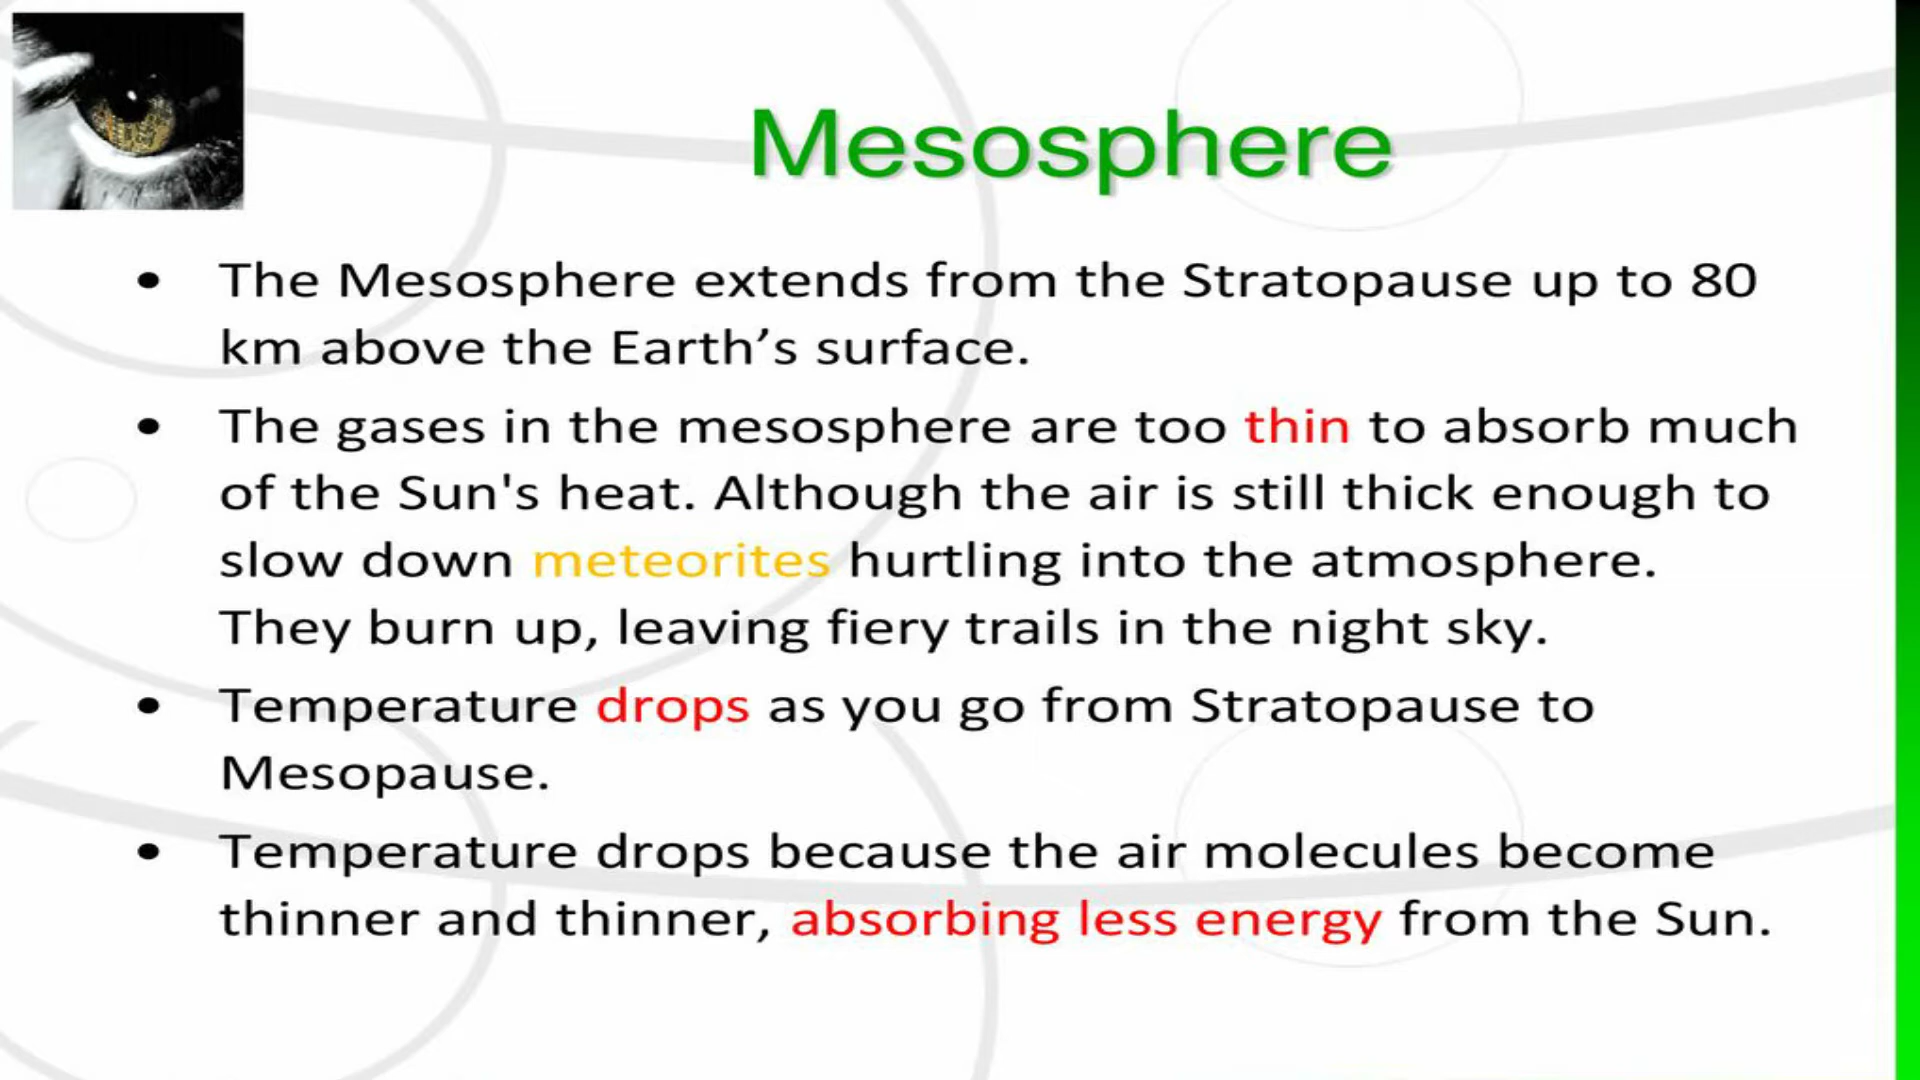 Mesosphere
• The Mesosphere extends from the Stratopause up to 80
km above the Earth’s surface.
• The gases in the mesosphere are too thin to absorb much
of the Sun's heat. Although the air is still thick enough to
slow down meteorites hurtling into the atmosphere.
They burn up, leaving fiery trails in the night sky.
• Temperature drops as you go from Stratopause to
Mesopause.
• Temperature drops because the air molecules become
thinner and thinner, absorbing less energy from the Sun.